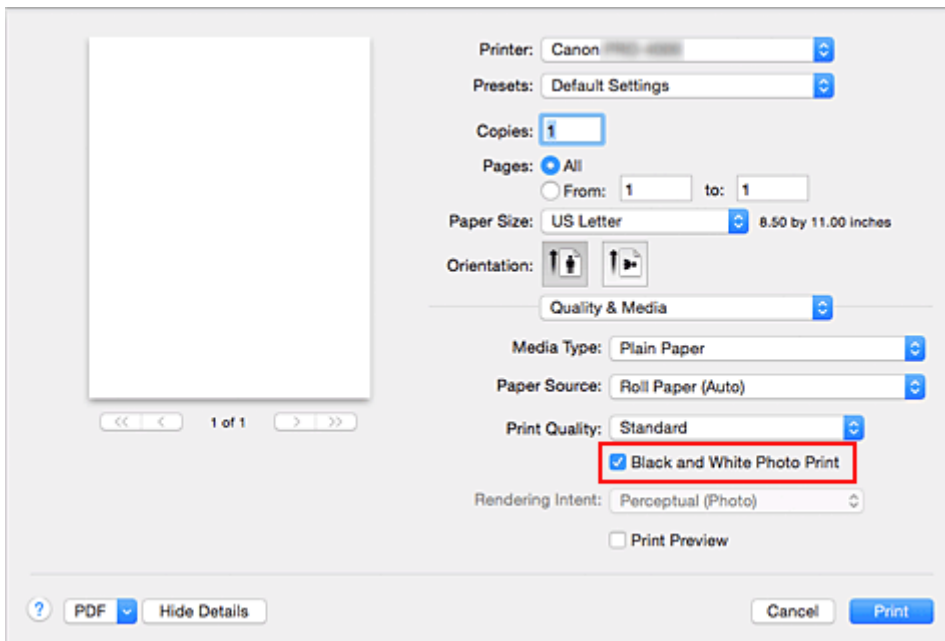 Printer: Canon
Presets: Default Settings
Copies: 1
Pages: All
From: 1 to: 1
Paper Size: US Letter 8.50 by 11.00 inches
Orientation:
Quality & Media
Media Type: Plain Paper
Paper Source: Roll Paper (Auto)
1 of 1
Print Quality: Standard
Black and White Photo Print
Rendering Intent: Perceptual (Photo)
Print Preview
? PDF Hide Details Cancel Print